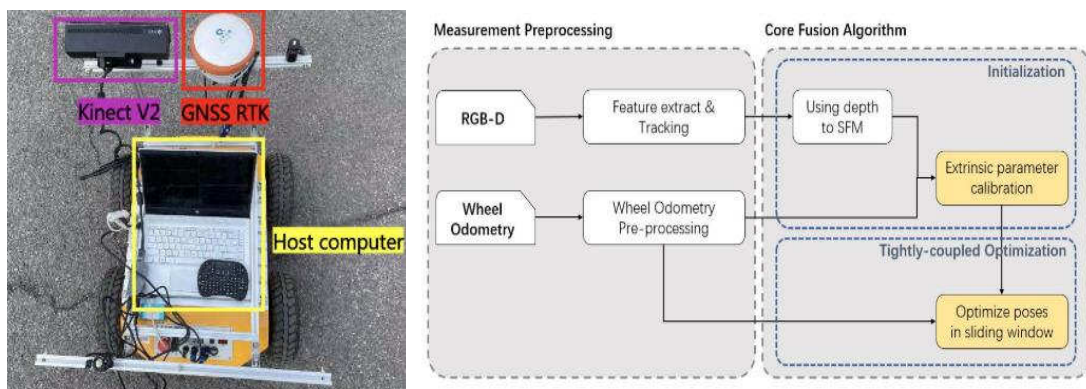 Kinect V2
GNSS RTK
Host computer
Measurement Preprocessing
Core Fusion Algorithm
Initialization
RGB-D
Feature extract &
Tracking
Using depth
to SFM
Extrinsic parameter
calibration
Wheel
Odometry
Wheel Odometry
Pre-processing
Tightly-coupled Optimization
Optimize poses
in sliding window